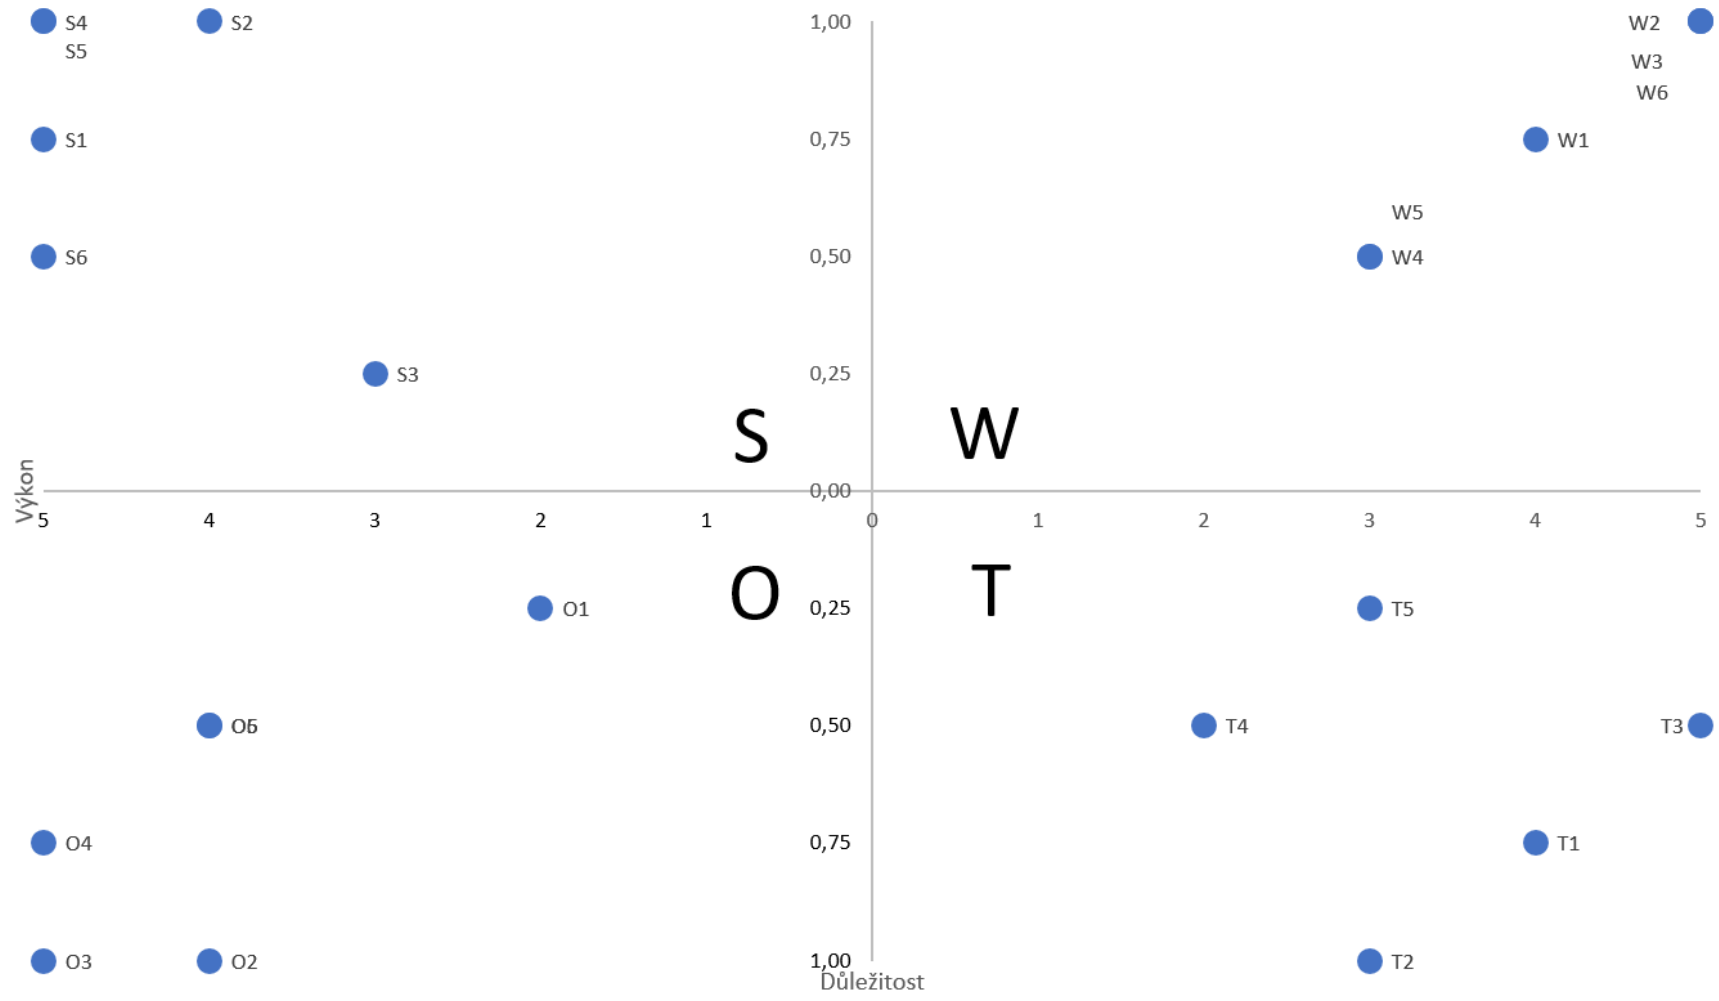 S4 S2 1,00 W2
S5
W3
W6
S1 0,75 W1
W5
S6 0,50 W4
S3 0,25
S W
Výkon
0,00
5 4 3 2 1 0 1 2 3 4 5
O T
O1 0,25 T5
0,50 T4 T3
O4 0,75 T1
O3 O2 1,00 T2
Důležitost